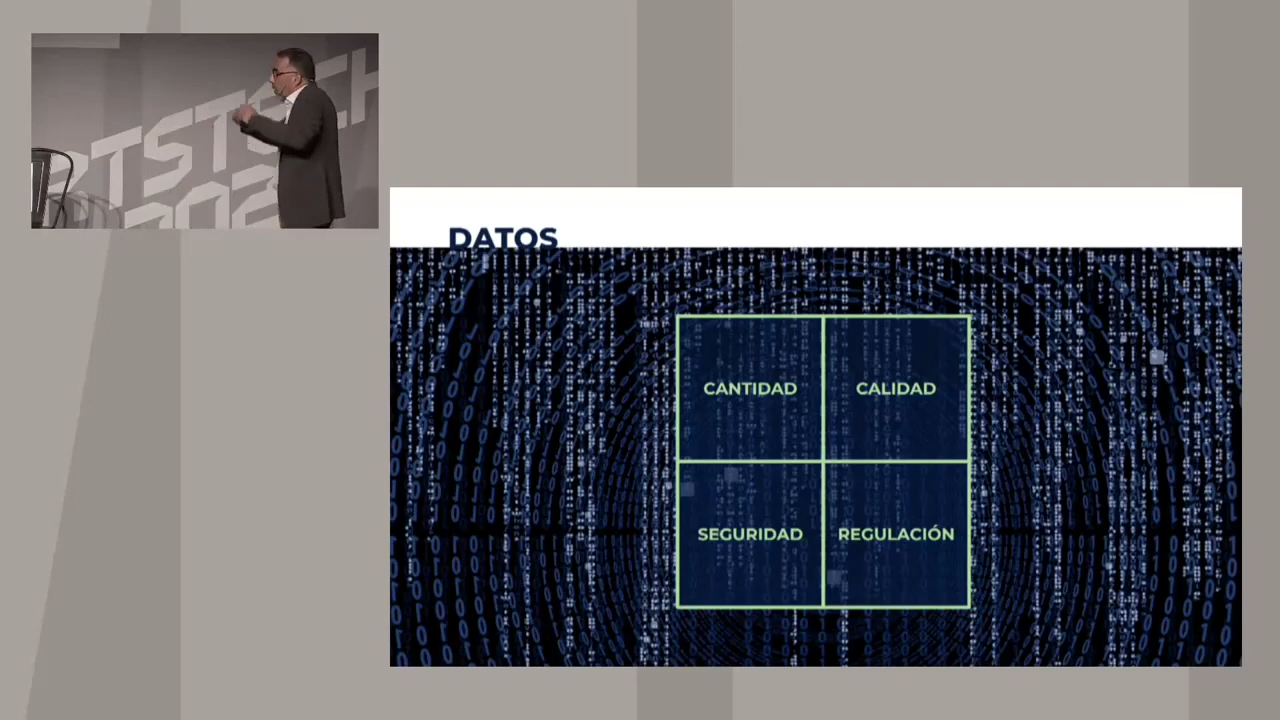 DATOS
CANTIDAD
CALIDAD
SEGURIDAD
REGULACIÓN